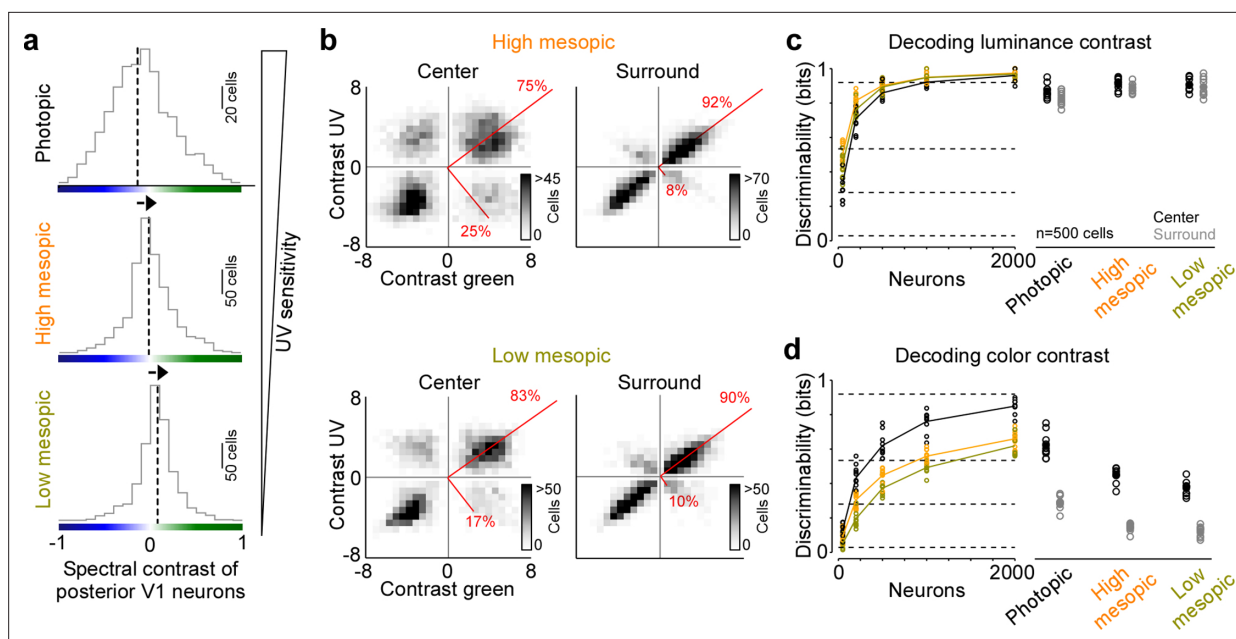 a
Photopic
20 cells
High mesopic
50 cells
Low mesopic
50 cells
UV sensitivity
-1 0 1
Spectral contrast of
posterior V1 neurons
b
High mesopic
Center
Surround
8
0
-8
Contrast UV
75%
25%
>45
0
Cells
92%
8%
>70
0
Cells
-8 0 8
Contrast green
Low mesopic
Center
Surround
8
0
-8
Contrast UV
83%
17%
>50
0
Cells
90%
10%
>50
0
Cells
-8 0 8
Contrast green
c
Decoding luminance contrast
1
0
Discriminability (bits)
0 2000
Neurons
n=500 cells
Center
Surround
Photopic
High
mesopic
Low
mesopic
d
Decoding color contrast
1
0
Discriminability (bits)
0 2000
Neurons
Photopic
High
mesopic
Low
mesopic